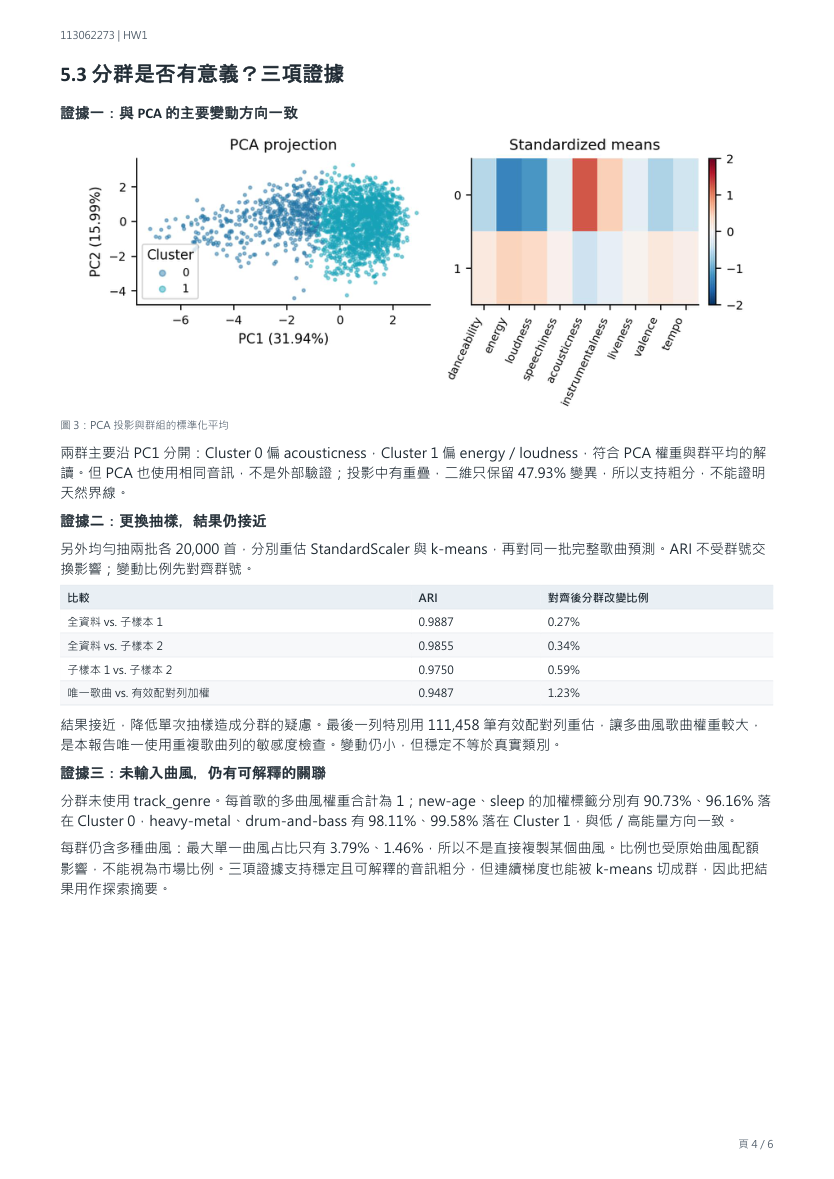 113062273 | HW1
5.3 分群是否有意義？三項證據
證據一：與 PCA 的主要變動方向一致
PCA projection
PC2 (15.99%)
2
0
−2
−4
Cluster
0
1
−6
−4
−2
0
2
PC1 (31.94%)
Standardized means
0
1
danceability
energy
loudness
speechiness
acousticness
instrumentalness
liveness
valence
tempo
2
1
0
−1
−2
圖 3：PCA 投影與群組的標準化平均
兩群主要沿 PC1 分開：Cluster 0 偏 acousticness，Cluster 1 偏 energy / loudness，符合 PCA 權重與群平均的解
讀。但 PCA 也使用相同音訊，不是外部驗證；投影中有重疊，二維只保留 47.93% 變異，所以支持粗分，不能證明
天然界線。
證據二：更換抽樣，結果仍接近
另外均勻抽兩批各 20,000 首，分別重估 StandardScaler 與 k-means，再對同一批完整歌曲預測。ARI 不受群號交
換影響；變動比例先對齊群號。
比較 ARI 對齊後分群改變比例
全資料 vs. 子樣本 1 0.9887 0.27%
全資料 vs. 子樣本 2 0.9855 0.34%
子樣本 1 vs. 子樣本 2 0.9750 0.59%
唯一歌曲 vs. 有效配對列加權 0.9487 1.23%
結果接近，降低單次抽樣造成分群的疑慮。最後一列特別用 111,458 筆有效配對列重估，讓多曲風歌曲權重較大，
是本報告唯一使用重複歌曲列的敏感度檢查。變動仍小，但穩定不等於真實類別。
證據三：未輸入曲風，仍有可解釋的關聯
分群未使用 track_genre。每首歌的多曲風權重合計為 1；new-age、sleep 的加權標籤分別有 90.73%、96.16% 落
在 Cluster 0，heavy-metal、drum-and-bass 有 98.11%、99.58% 落在 Cluster 1，與低 / 高能量方向一致。
每群仍含多種曲風：最大單一曲風占比只有 3.79%、1.46%，所以不是直接複製某個曲風。比例也受原始曲風配額
影響，不能視為市場比例。三項證據支持穩定且可解釋的音訊粗分，但連續梯度也能被 k-means 切成群，因此把結
果用作探索摘要。
頁 4 / 6